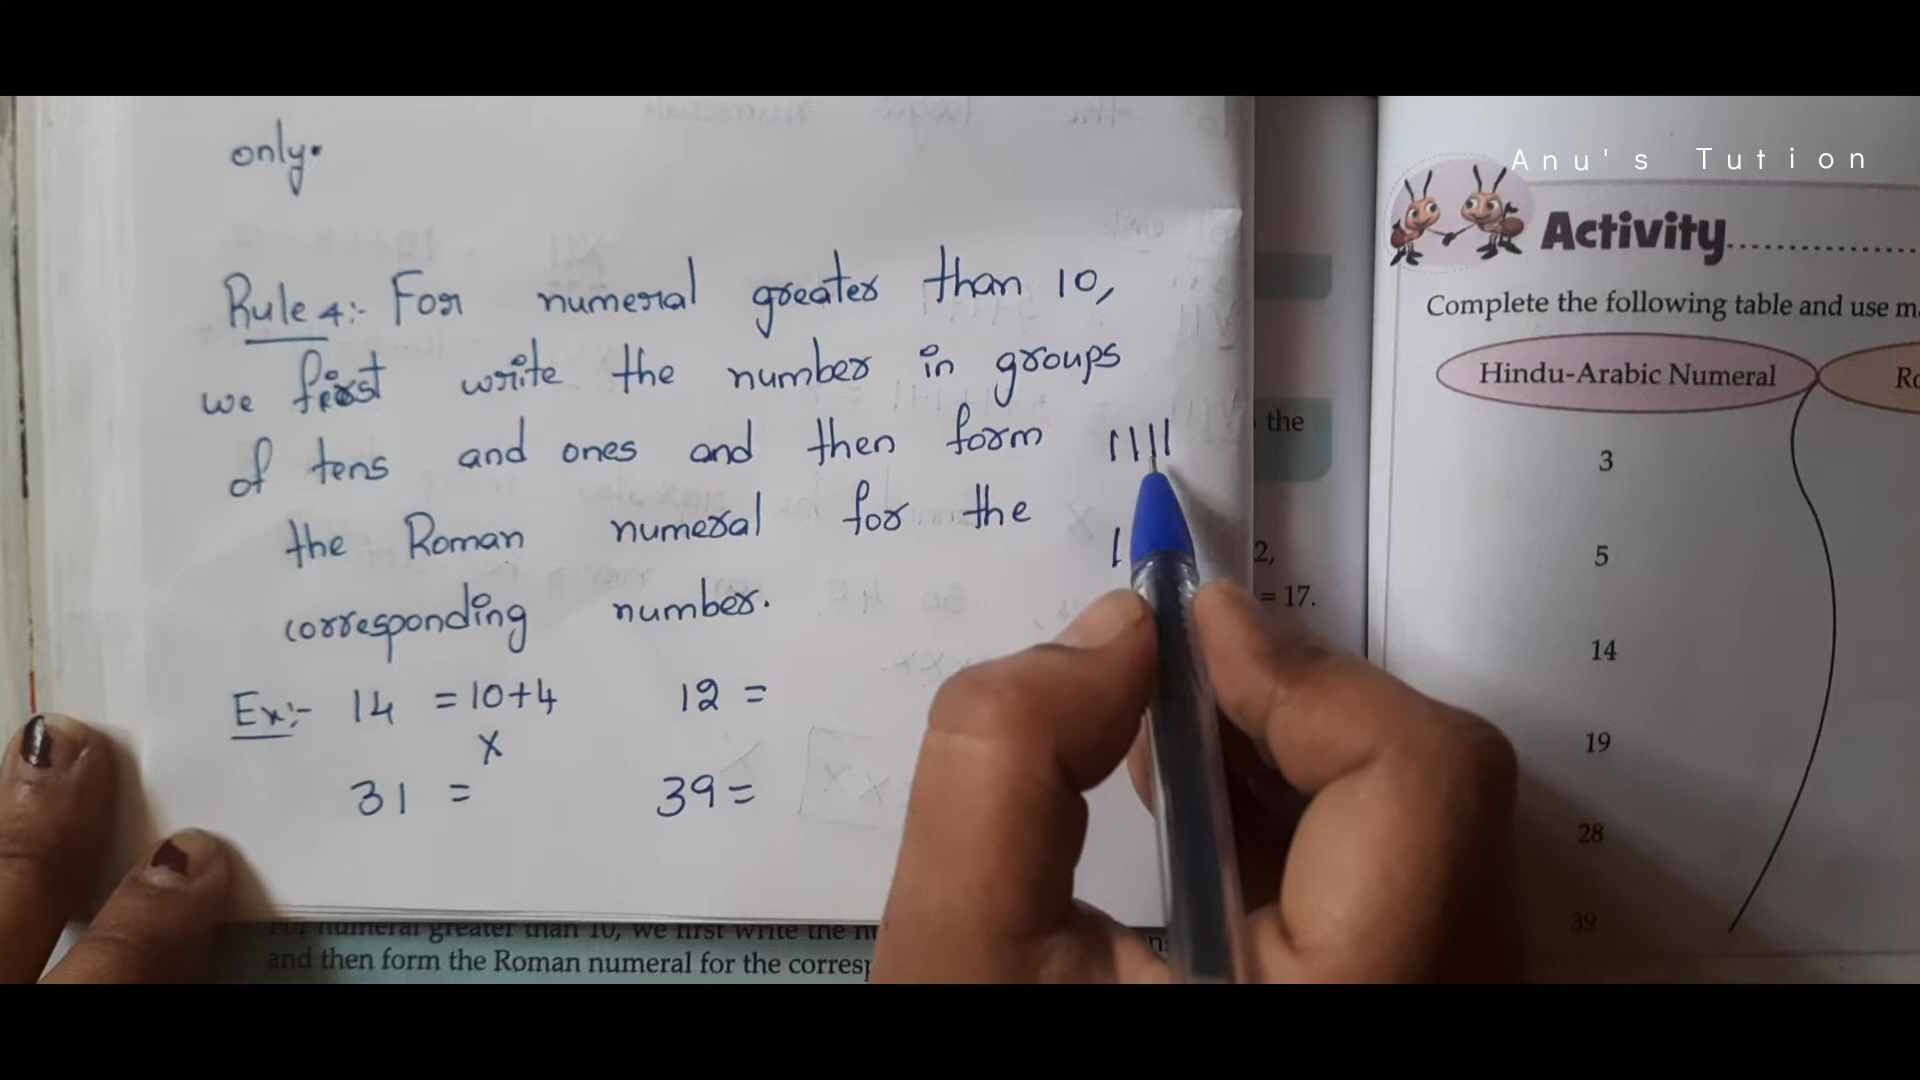 only.
Rule 4:- For numeral greater than 10,
we first write the number in groups
of tens and ones and then form
the Roman numeral for the
corresponding number.
Ex:- 14 = 10+4 12 =
X
31 = 39 =
IIII
I
and then form the Roman numeral for the
the
2,
= 17.
Anu's Tution
Activity
Complete the following table and use
Hindu-Arabic Numeral
3
5
14
19
28
39